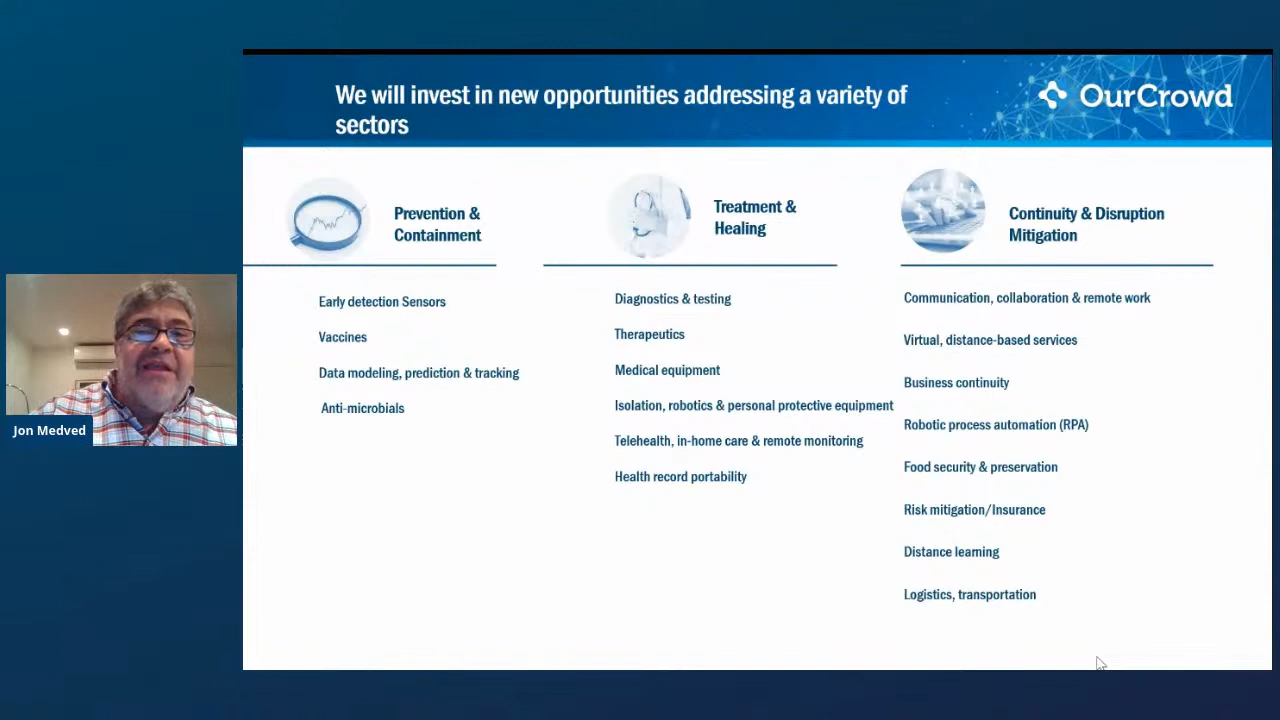 We will invest in new opportunities addressing a variety of
sectors
OurCrowd
Prevention &
Containment
Early detection Sensors
Vaccines
Data modeling, prediction & tracking
Anti-microbials
Treatment &
Healing
Diagnostics & testing
Therapeutics
Medical equipment
Isolation, robotics & personal protective equipment
Telehealth, in-home care & remote monitoring
Health record portability
Continuity & Disruption
Mitigation
Communication, collaboration & remote work
Virtual, distance-based services
Business continuity
Robotic process automation (RPA)
Food security & preservation
Risk mitigation/Insurance
Distance learning
Logistics, transportation
Jon Medved